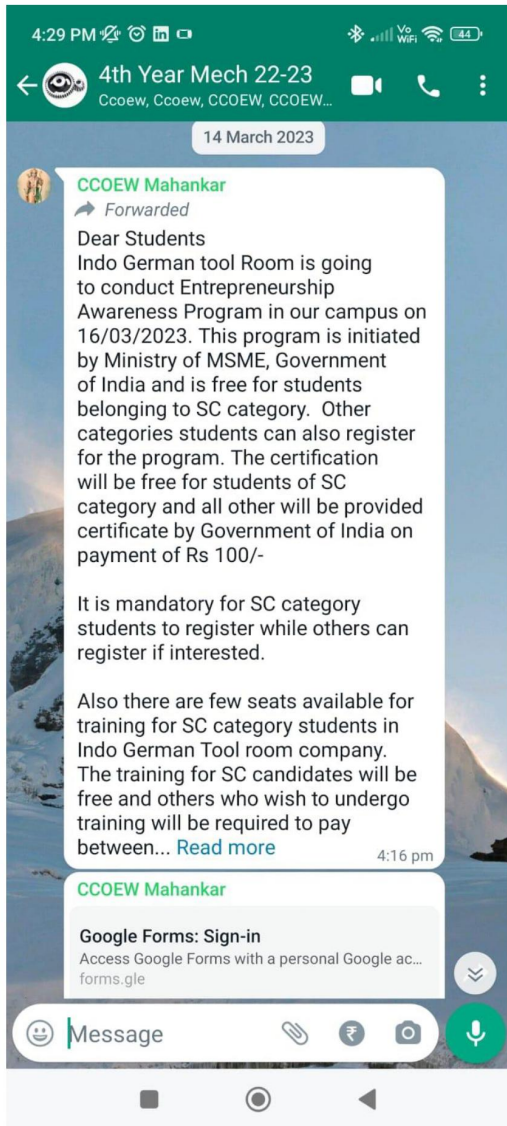 4:29 PM
Vo
WiFi
44
4th Year Mech 22-23
Ccoew, Ccoew, CCOEW, CCOEW...
14 March 2023
CCOEW Mahankar
Forwarded
Dear Students
Indo German tool Room is going
to conduct Entrepreneurship
Awareness Program in our campus on
16/03/2023. This program is initiated
by Ministry of MSME, Government
of India and is free for students
belonging to SC category.  Other
categories students can also register
for the program. The certification
will be free for students of SC
category and all other will be provided
certificate by Government of India on
payment of Rs 100/-
It is mandatory for SC category
students to register while others can
register if interested.
Also there are few seats available for
training for SC category students in
Indo German Tool room company.
The training for SC candidates will be
free and others who wish to undergo
training will be required to pay
between... Read more
4:16 pm
CCOEW Mahankar
Google Forms: Sign-in
Access Google Forms with a personal Google ac...
forms.gle
Message